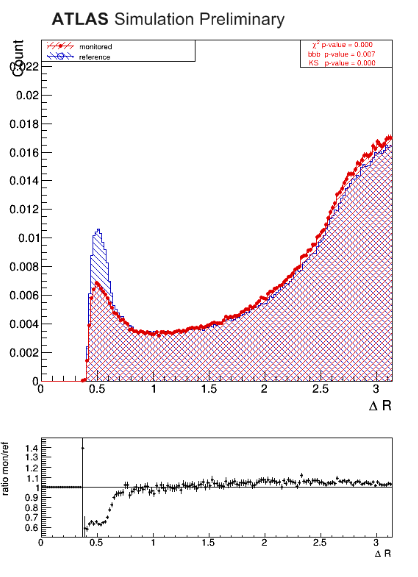 ATLAS Simulation Preliminary
Count
monitored
reference
χ² p-value = 0.000
bbb p-value = 0.007
KS p-value = 0.000
0.022
0.02
0.018
0.016
0.014
0.012
0.01
0.008
0.006
0.004
0.002
0
0 0.5 1 1.5 2 2.5 3
Δ R
ratio mon/ref
1.4
1.3
1.2
1.1
1
0.9
0.8
0.7
0.6
0 0.5 1 1.5 2 2.5 3
Δ R